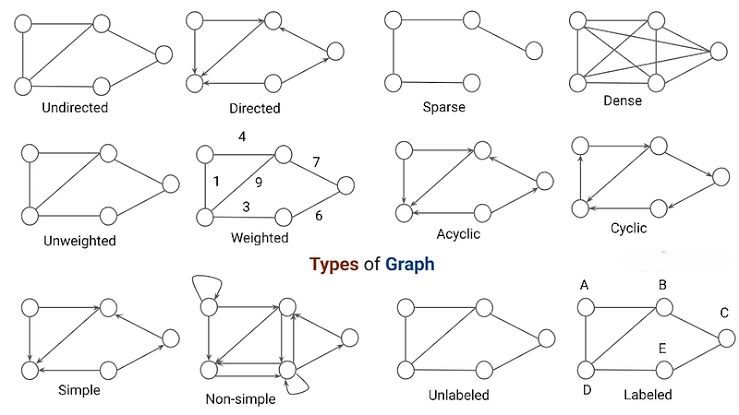 Undirected
Directed
Sparse
Dense
4
1
9
7
3
6
Unweighted
Weighted
Acyclic
Cyclic
Types of Graph
A
B
C
E
D
Simple
Non-simple
Unlabeled
Labeled